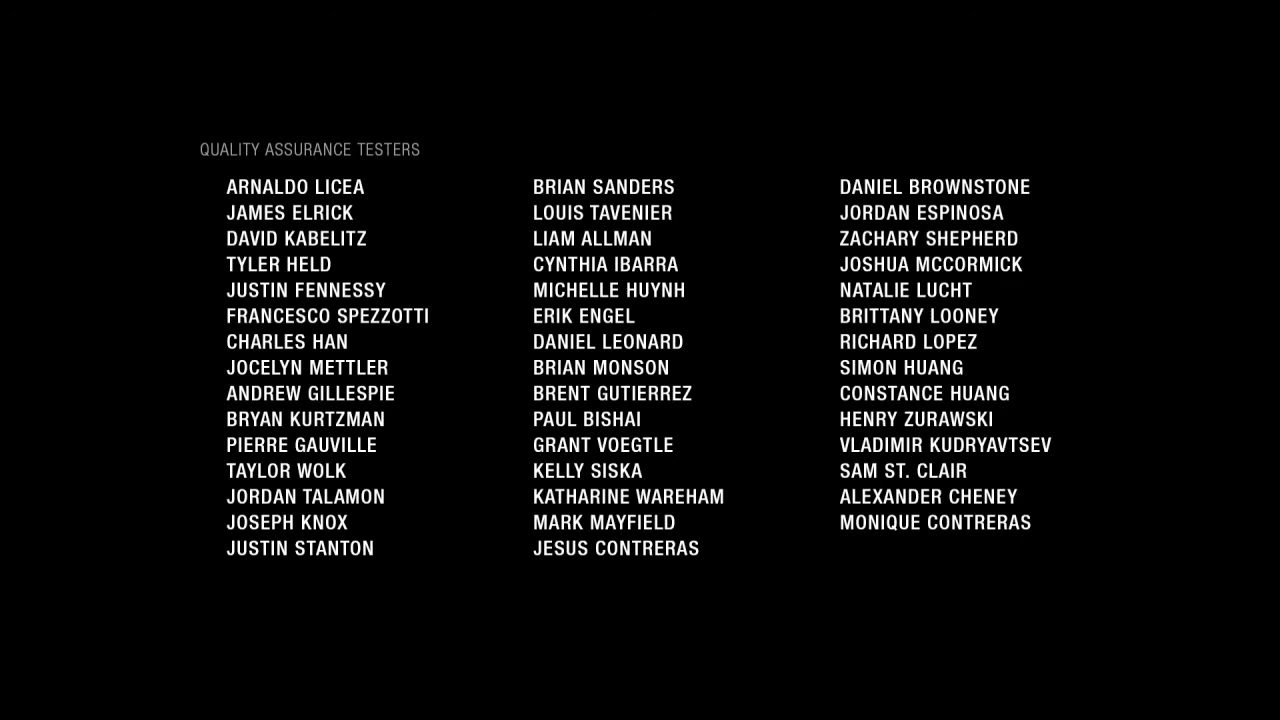 QUALITY ASSURANCE TESTERS
ARNALDO LICEA
JAMES ELRICK
DAVID KABELITZ
TYLER HELD
JUSTIN FENNESSY
FRANCESCO SPEZZOTTI
CHARLES HAN
JOCELYN METTLER
ANDREW GILLESPIE
BRYAN KURTZMAN
PIERRE GAUVILLE
TAYLOR WOLK
JORDAN TALAMON
JOSEPH KNOX
JUSTIN STANTON
BRIAN SANDERS
LOUIS TAVENIER
LIAM ALLMAN
CYNTHIA IBARRA
MICHELLE HUYNH
ERIK ENGEL
DANIEL LEONARD
BRIAN MONSON
BRENT GUTIERREZ
PAUL BISHAI
GRANT VOEGTLE
KELLY SISKA
KATHARINE WAREHAM
MARK MAYFIELD
JESUS CONTRERAS
DANIEL BROWNSTONE
JORDAN ESPINOSA
ZACHARY SHEPHERD
JOSHUA MCCORMICK
NATALIE LUCHT
BRITTANY LOONEY
RICHARD LOPEZ
SIMON HUANG
CONSTANCE HUANG
HENRY ZURAWSKI
VLADIMIR KUDRYAVTSEV
SAM ST. CLAIR
ALEXANDER CHENEY
MONIQUE CONTRERAS